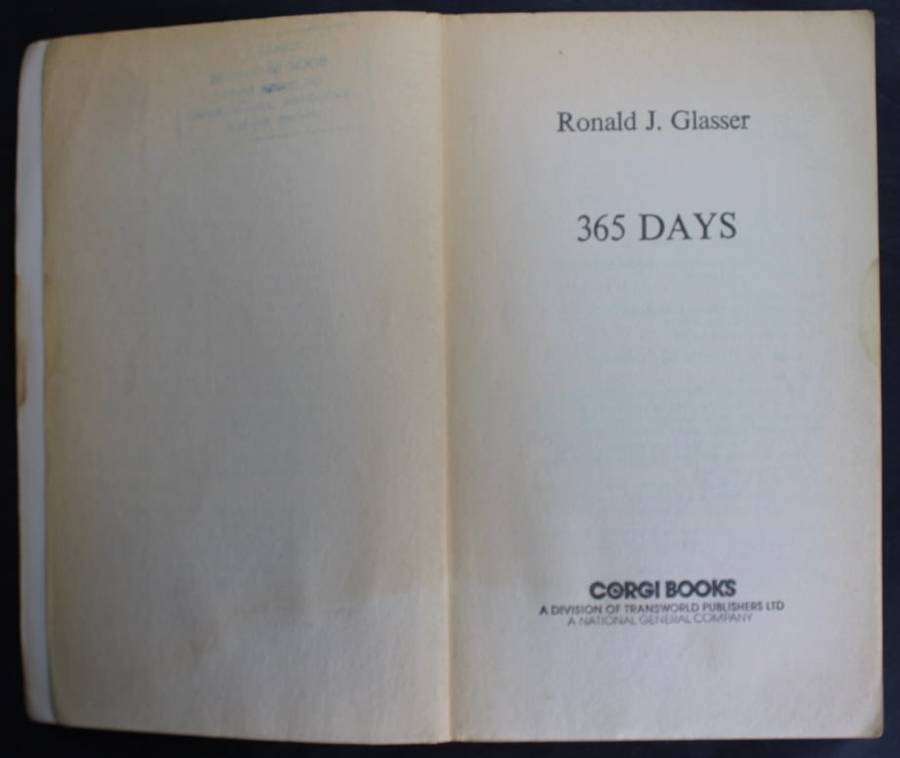 Ronald J. Glasser
365 DAYS
CORGI BOOKS
A DIVISION OF TRANSWORLD PUBLISHERS LTD
A NATIONAL GENERAL COMPANY